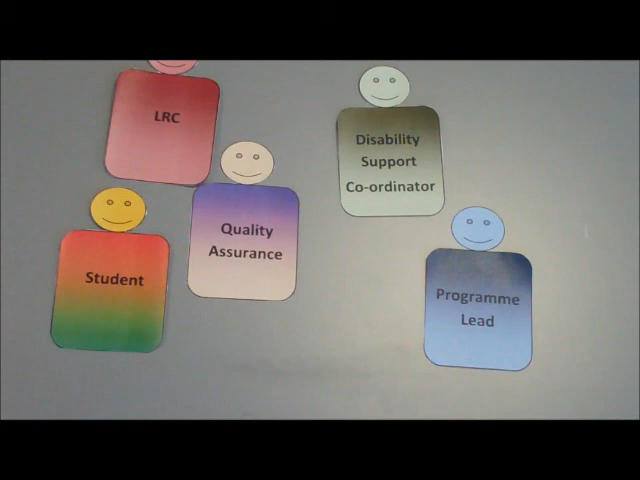 LRC
Disability
Support
Co-ordinator
Quality
Assurance
Student
Programme
Lead